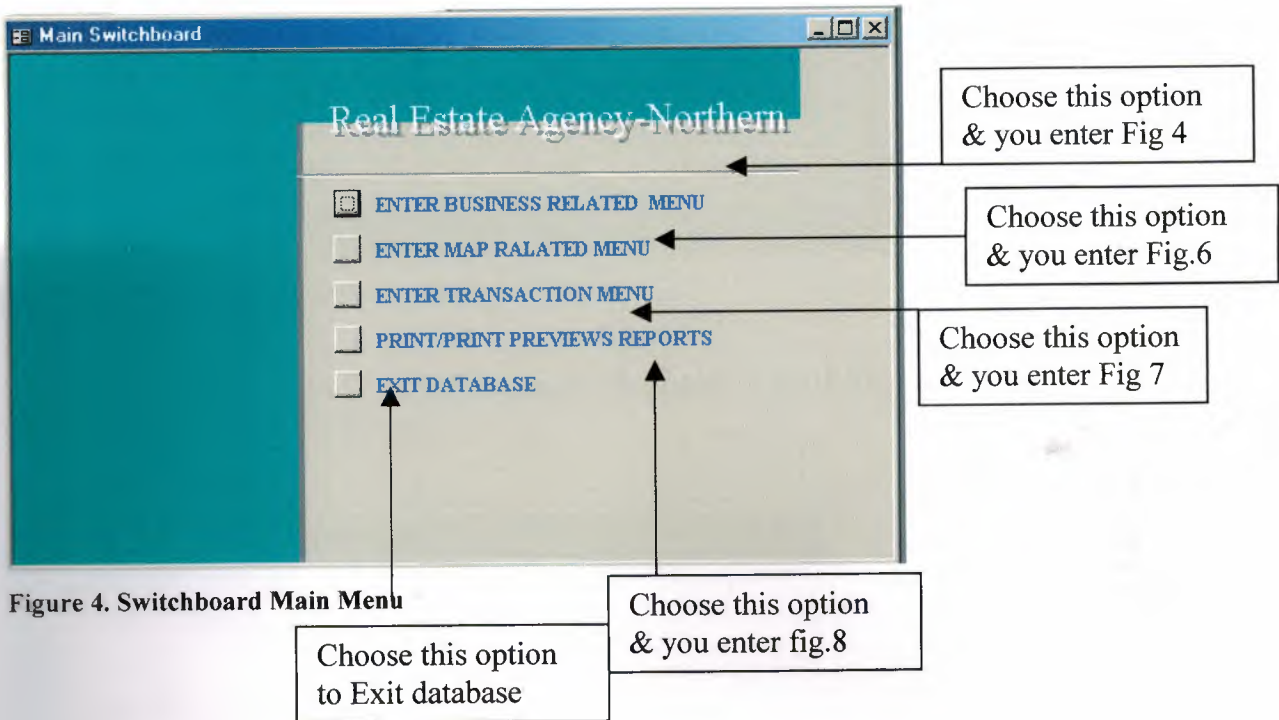 Main Switchboard
Real Estate Agency-Northern
ENTER BUSINESS RELATED MENU
ENTER MAP RALATED MENU
ENTER TRANSACTION MENU
PRINT/PRINT PREVIEWS REPORTS
EXIT DATABASE
Choose this option
& you enter Fig 4
Choose this option
& you enter Fig.6
Choose this option
& you enter Fig 7
Choose this option
& you enter fig.8
Figure 4. Switchboard Main Menu
Choose this option
to Exit database